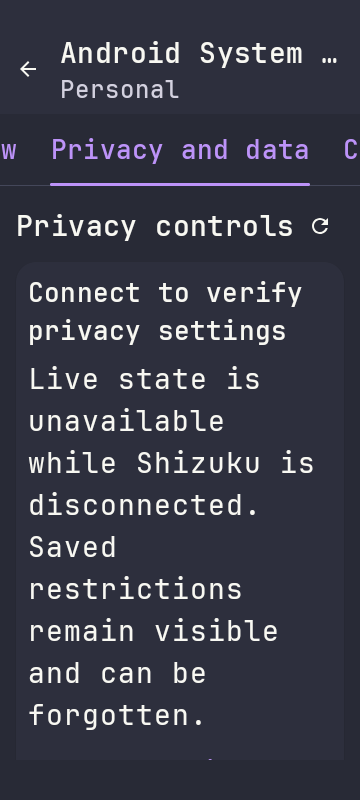 Android System …
Personal
w Privacy and data C
Privacy controls
Connect to verify
privacy settings
Live state is
unavailable
while Shizuku is
disconnected.
Saved
restrictions
remain visible
and can be
forgotten.